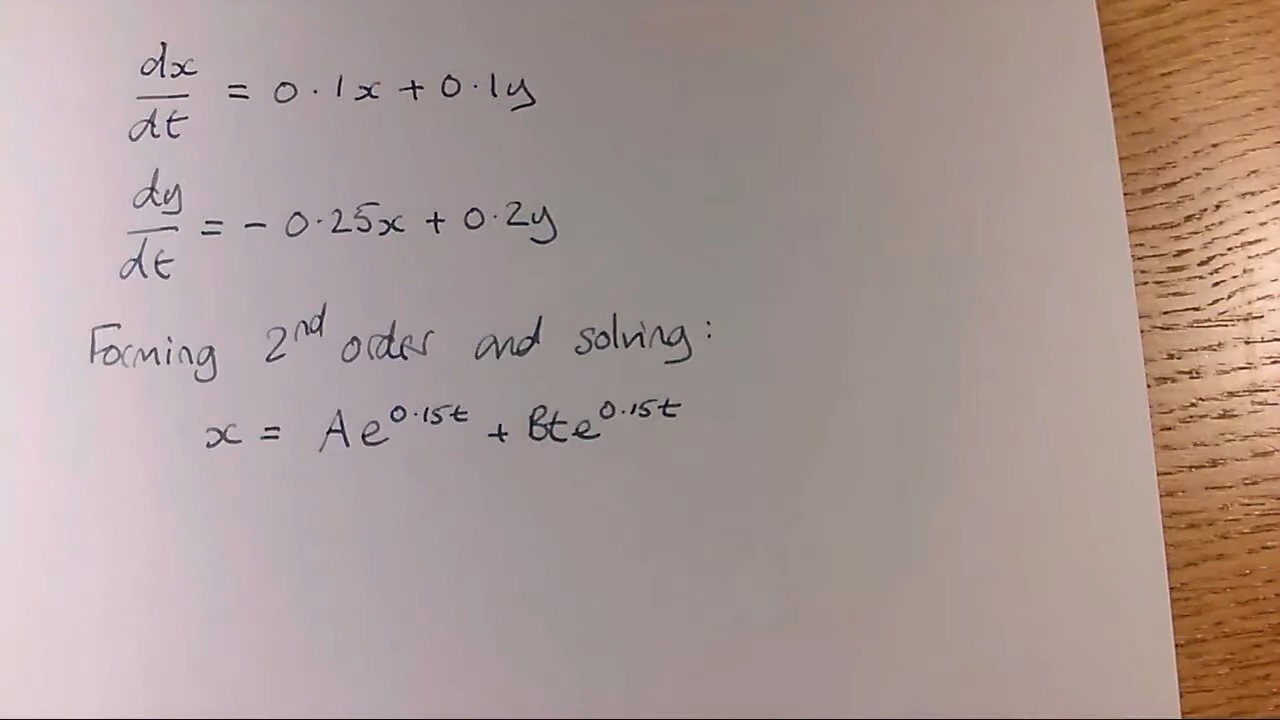 dx/dt = 0.1x + 0.1y
dy/dt = - 0.25x + 0.2y
Forming 2nd order and solving:
x = Ae^0.15t + Bte^0.15t